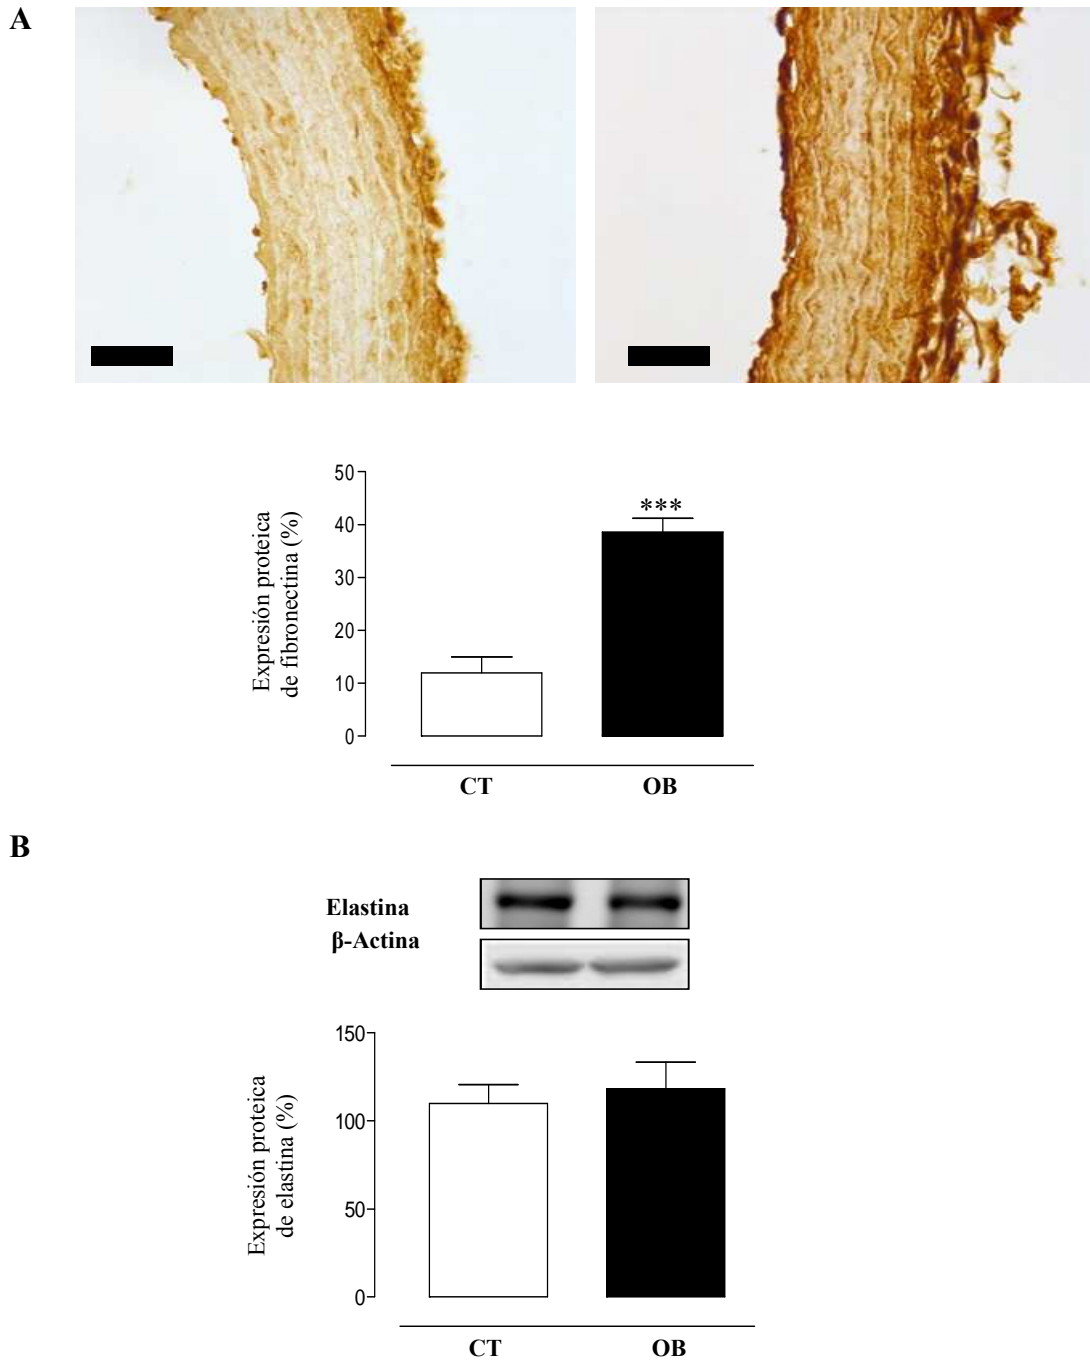 A
50
40
30
20
10
0
Expresión proteica
de fibronectina (%)
***
CT OB
B
Elastina
β-Actina
150
100
50
0
Expresión proteica
de elastina (%)
CT OB